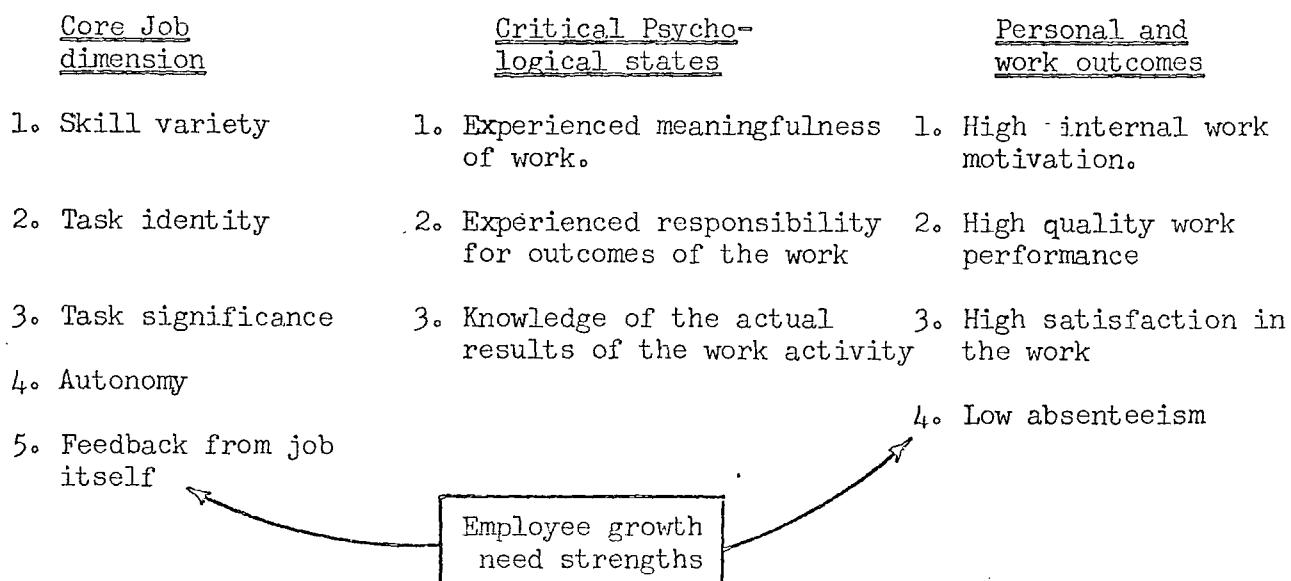 Core Job
dimension
1. Skill variety
2. Task identity
3. Task significance
4. Autonomy
5. Feedback from job
itself
Critical Psycho-
logical states
1. Experienced meaningfulness
of work.
2. Experienced responsibility
for outcomes of the work
3. Knowledge of the actual
results of the work activity
Personal and
work outcomes
1. High internal work
motivation.
2. High quality work
performance
3. High satisfaction in
the work
4. Low absenteeism
Employee growth
need strengths